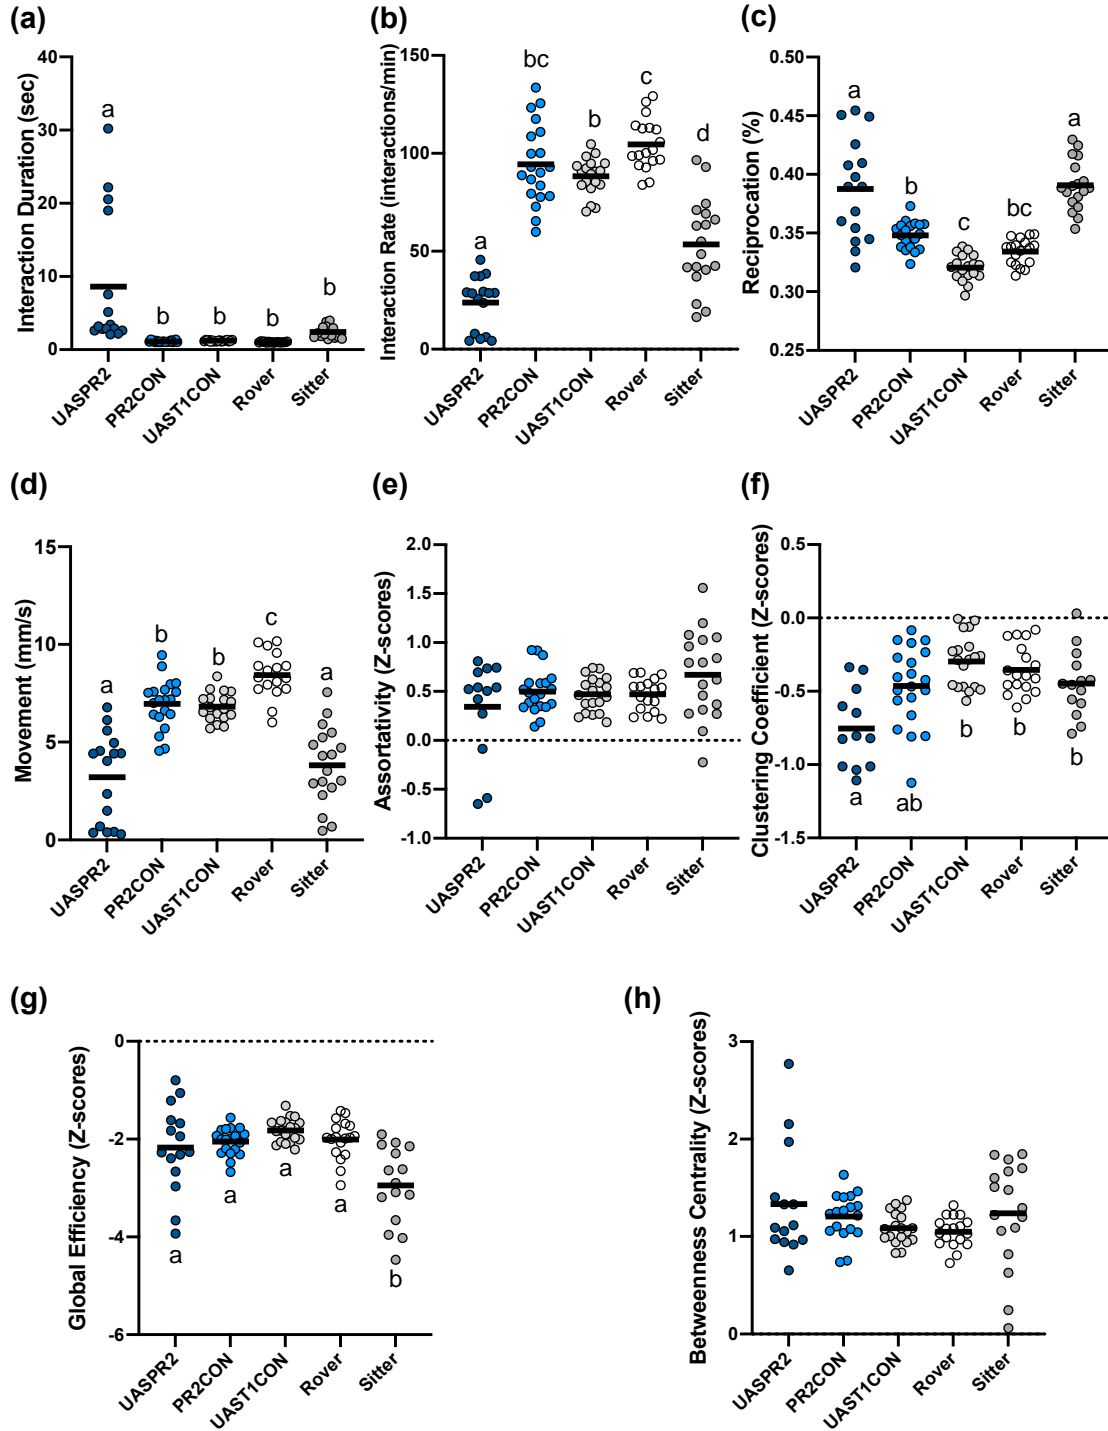 (a)
Interaction Duration (sec)
40
30
20
10
0
a
b
b
b
b
UASPR2
PR2CON
UAST1CON
Rover
Sitter
(b)
Interaction Rate (interactions/min)
150
100
50
0
a
bc
b
c
d
UASPR2
PR2CON
UAST1CON
Rover
Sitter
(c)
Reciprocation (%)
0.50
0.45
0.40
0.35
0.30
0.25
a
b
c
bc
a
UASPR2
PR2CON
UAST1CON
Rover
Sitter
(d)
Movement (mm/s)
15
10
5
0
a
b
b
c
a
UASPR2
PR2CON
UAST1CON
Rover
Sitter
(e)
Assortativity (Z-scores)
2.0
1.5
1.0
0.5
0.0
-0.5
-1.0
UASPR2
PR2CON
UAST1CON
Rover
Sitter
(f)
Clustering Coefficient (Z-scores)
0.5
0.0
-0.5
-1.0
-1.5
a
ab
b
b
b
UASPR2
PR2CON
UAST1CON
Rover
Sitter
(g)
Global Efficiency (Z-scores)
0
-2
-4
-6
a
a
a
a
b
UASPR2
PR2CON
UAST1CON
Rover
Sitter
(h)
Betweenness Centrality (Z-scores)
3
2
1
0
UASPR2
PR2CON
UAST1CON
Rover
Sitter